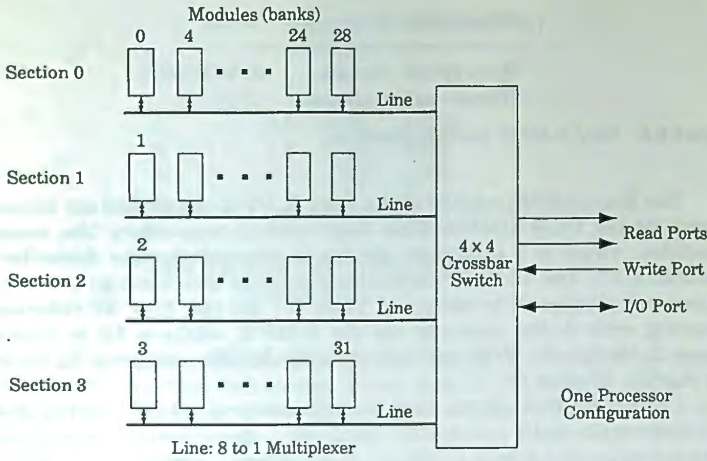 Modules (banks)
0 4 24 28
Section 0
Line
1
Section 1
Line
2
Section 2
Line
3 31
Section 3
Line
4 x 4
Crossbar
Switch
Read Ports
Write Port
I/O Port
One Processor
Configuration
Line: 8 to 1 Multiplexer